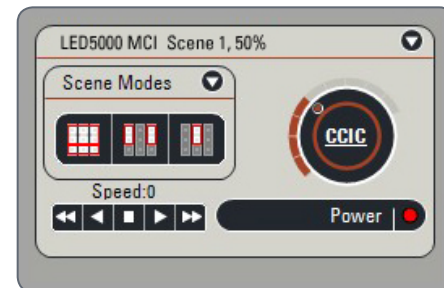 LED5000 MCI Scene 1, 50%
Scene Modes
CCIC
Speed:0
Power